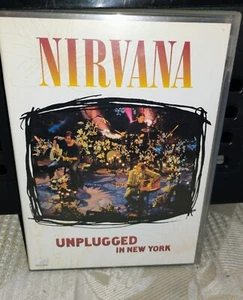 NIRVANA
UNPLUGGED
IN NEW YORK